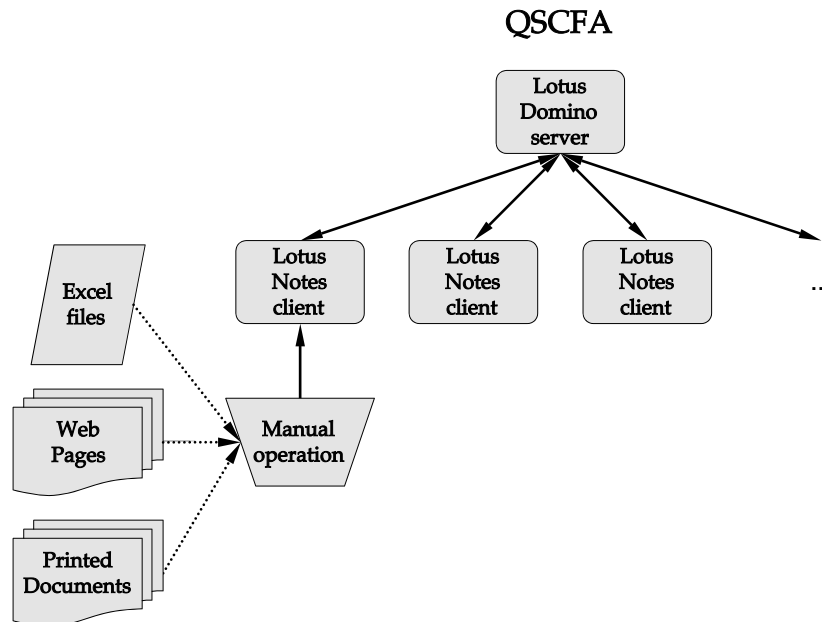 QSCFA
Lotus
Domino
server
Lotus
Notes
client
Lotus
Notes
client
Lotus
Notes
client
..
Excel
files
Web
Pages
Manual
operation
Printed
Documents